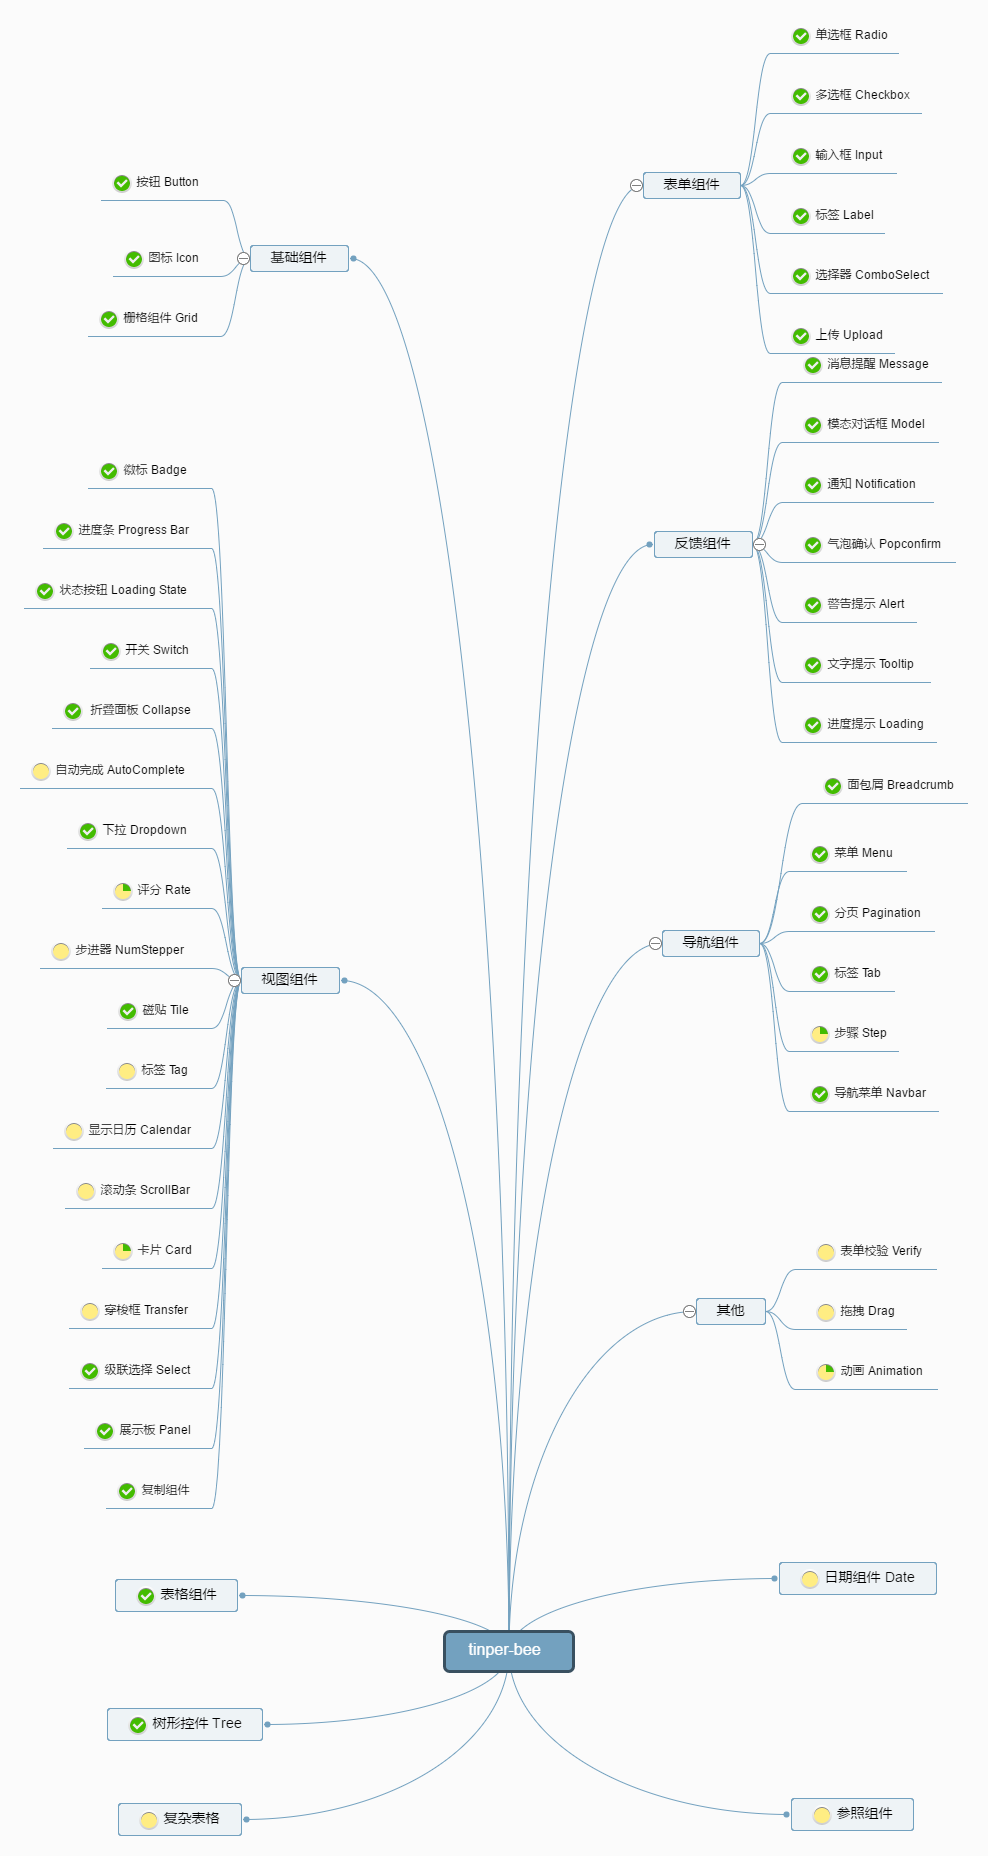 单选框 Radio
多选框 Checkbox
输入框 Input
标签 Label
选择器 ComboSelect
上传 Upload
表单组件
按钮 Button
图标 Icon
栅格组件 Grid
基础组件
消息提醒 Message
模态对话框 Model
通知 Notification
气泡确认 Popconfirm
警告提示 Alert
文字提示 Tooltip
进度提示 Loading
反馈组件
徽标 Badge
进度条 Progress Bar
状态按钮 Loading State
开关 Switch
折叠面板 Collapse
自动完成 AutoComplete
下拉 Dropdown
评分 Rate
步进器 NumStepper
磁贴 Tile
标签 Tag
显示日历 Calendar
滚动条 ScrollBar
卡片 Card
穿梭框 Transfer
级联选择 Select
展示板 Panel
复制组件
视图组件
面包屑 Breadcrumb
菜单 Menu
分页 Pagination
标签 Tab
步骤 Step
导航菜单 Navbar
导航组件
表单校验 Verify
拖拽 Drag
动画 Animation
其他
表格组件
日期组件 Date
tinper-bee
树形控件 Tree
复杂表格
参照组件